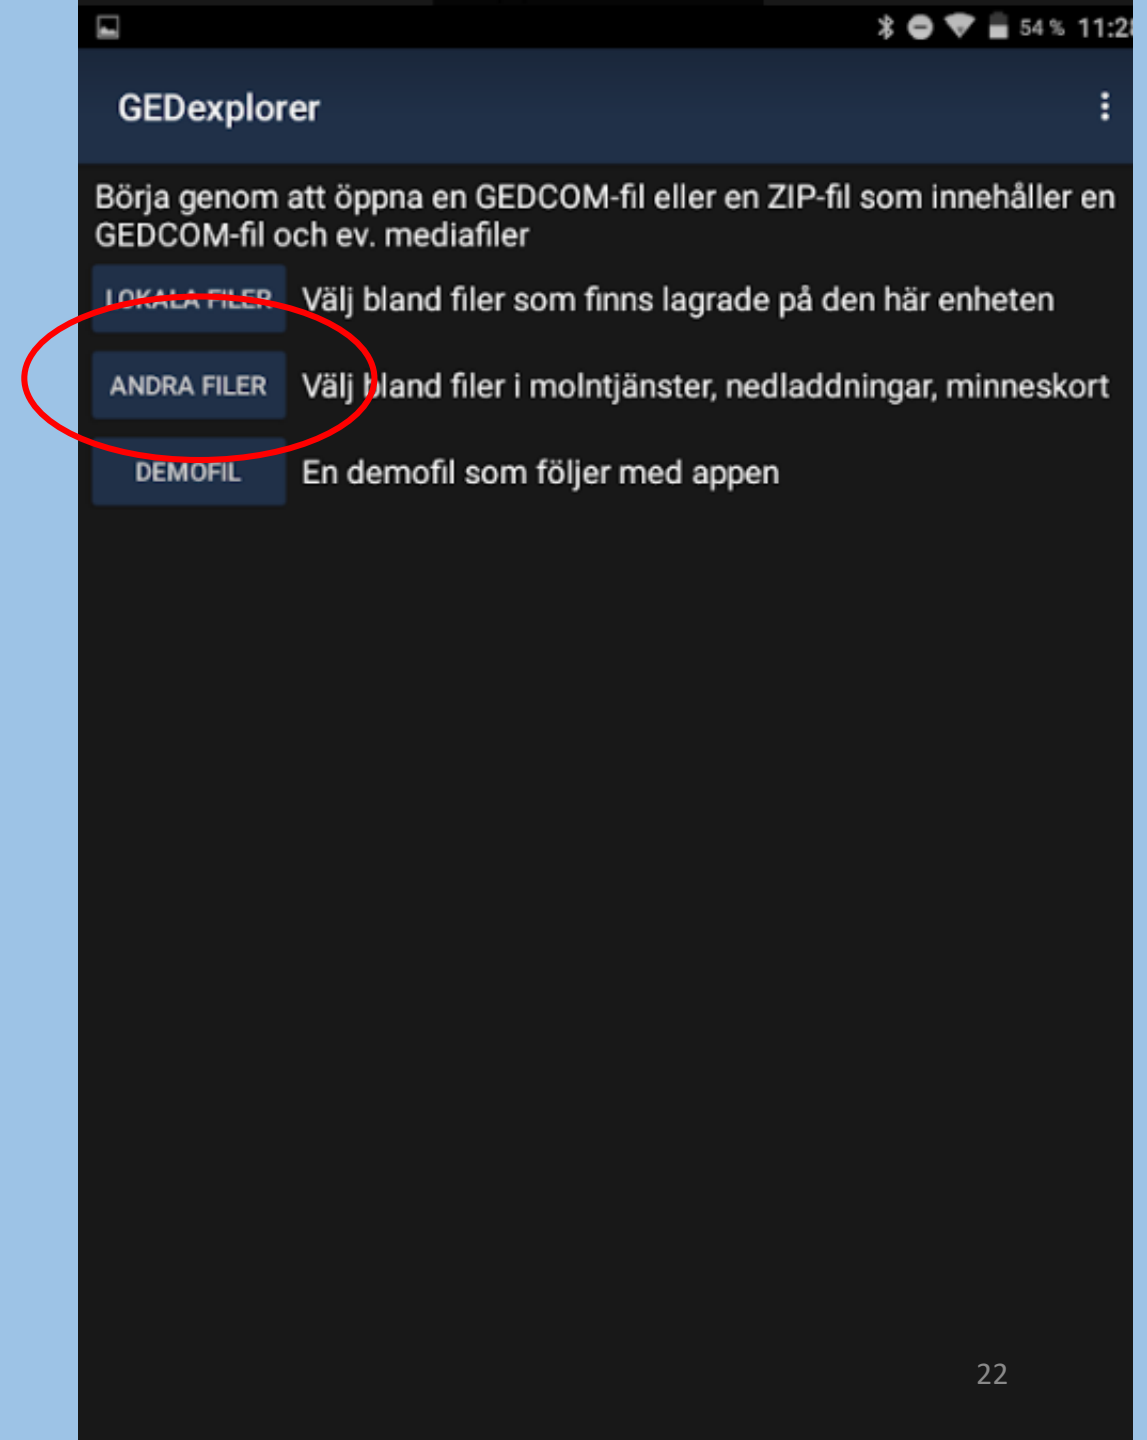 54 % 11:28
GEDexplorer
Börja genom att öppna en GEDCOM-fil eller en ZIP-fil som innehåller en
GEDCOM-fil och ev. mediafiler
LOKALA FILER Välj bland filer som finns lagrade på den här enheten
ANDRA FILER Välj bland filer i molntjänster, nedladdningar, minneskort
DEMOFIL En demofil som följer med appen
22